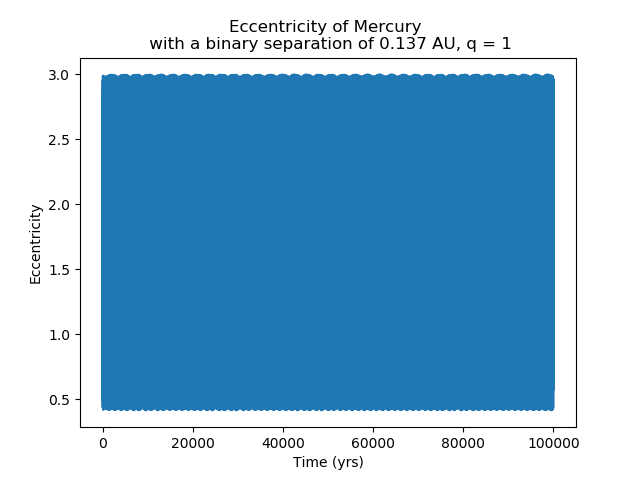 Eccentricity of Mercury
with a binary separation of 0.137 AU, q = 1
3.0
2.5
2.0
1.5
1.0
0.5
Eccentricity
0 20000 40000 60000 80000 100000
Time (yrs)